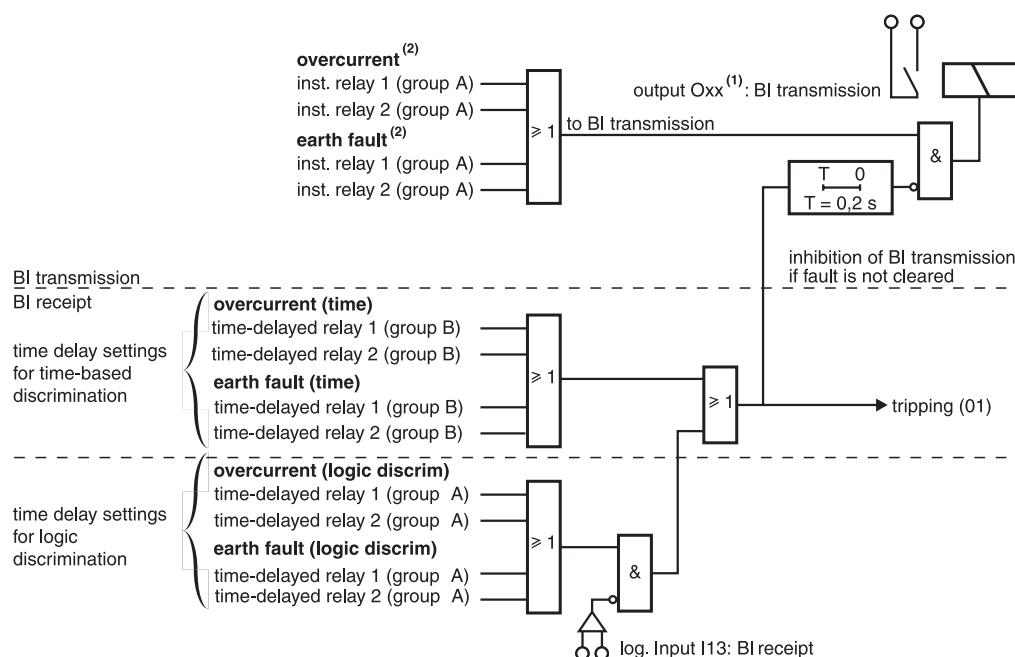 overcurrent (2)
inst. relay 1 (group A)
inst. relay 2 (group A)
earth fault (2)
inst. relay 1 (group A)
inst. relay 2 (group A)
⩾ 1
to BI transmission
output Oxx (1): BI transmission
&
T 0
T = 0,2 s
inhibition of BI transmission
if fault is not cleared
BI transmission
BI receipt
time delay settings
for time-based
discrimination
overcurrent (time)
time-delayed relay 1 (group B)
time-delayed relay 2 (group B)
earth fault (time)
time-delayed relay 1 (group B)
time-delayed relay 2 (group B)
⩾ 1
⩾ 1
tripping (01)
time delay settings
for logic
discrimination
overcurrent (logic discrim)
time-delayed relay 1 (group A)
time-delayed relay 2 (group A)
earth fault (logic discrim)
time-delayed relay 1 (group A)
time-delayed relay 2 (group A)
⩾ 1
&
log. Input I13: BI receipt